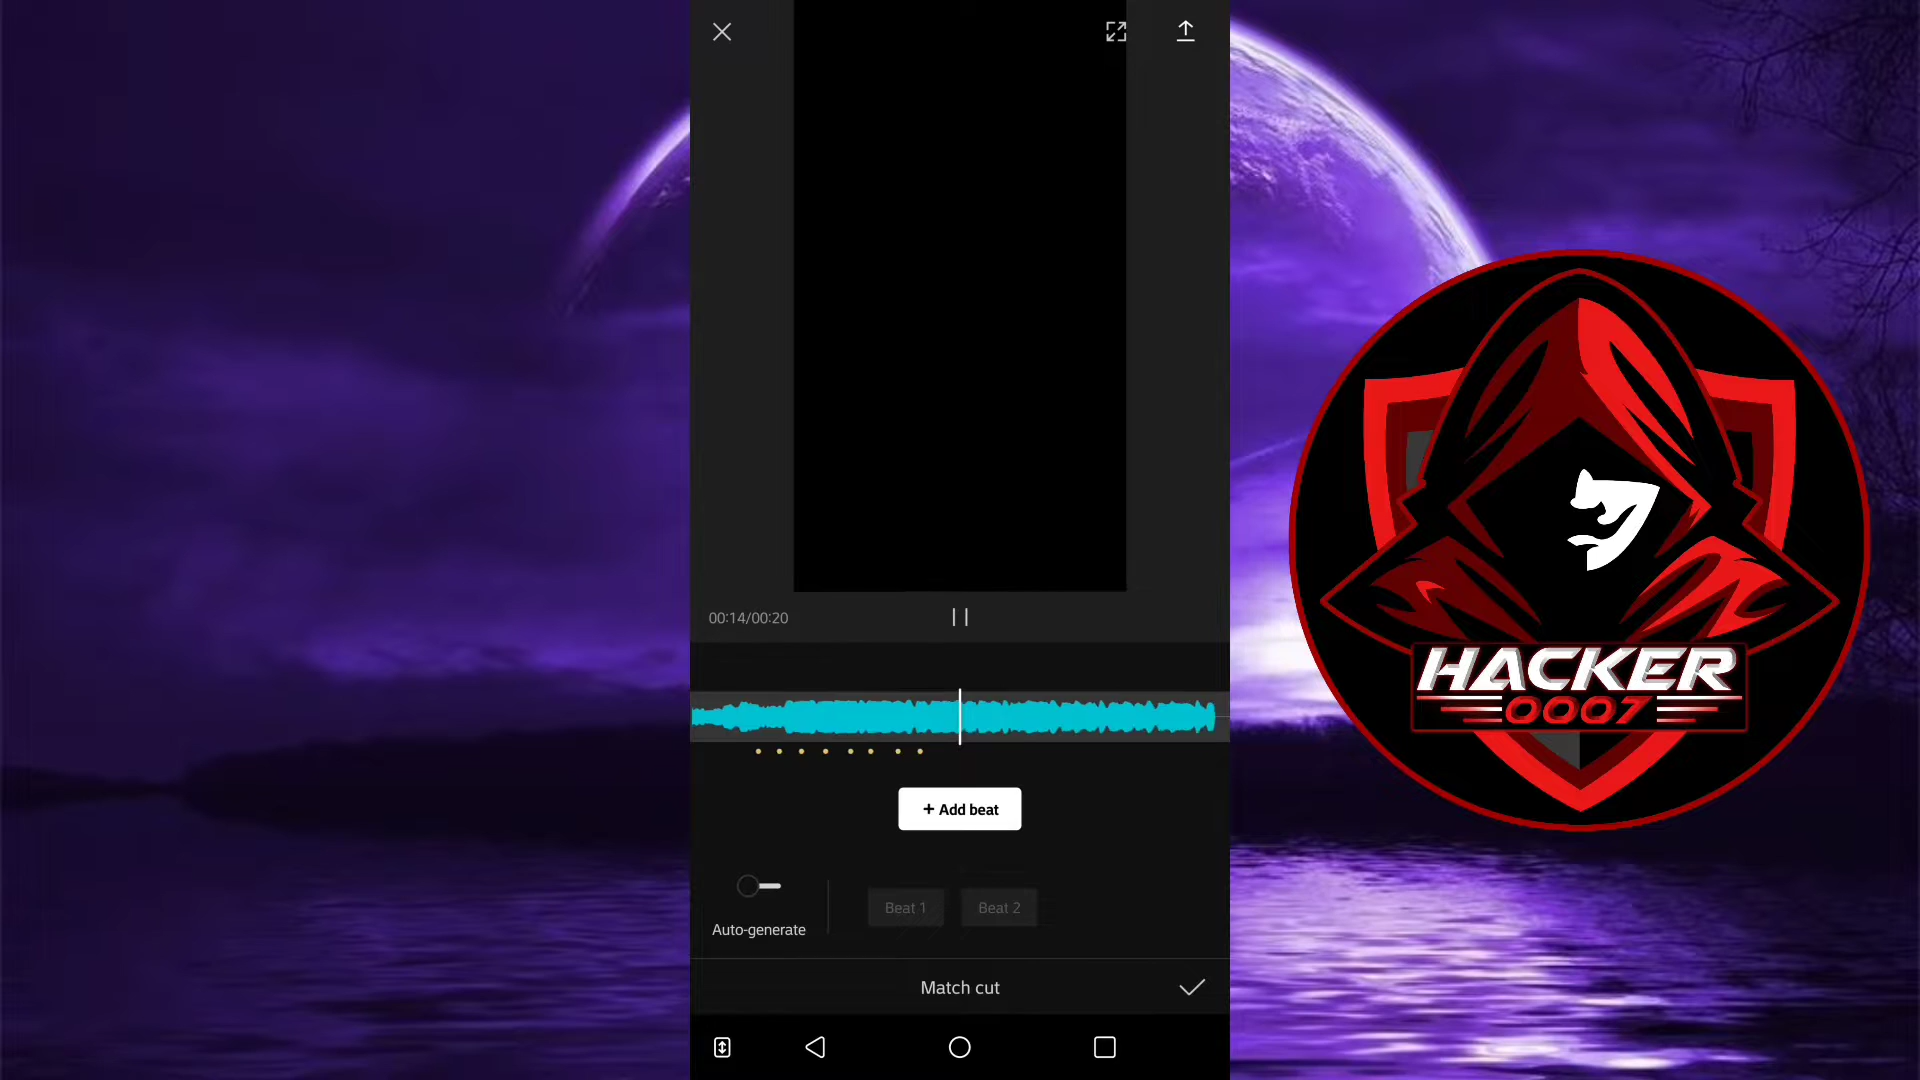 00:14/00:20
+ Add beat
Auto-generate
Beat 1
Beat 2
Match cut
HACKER
0007